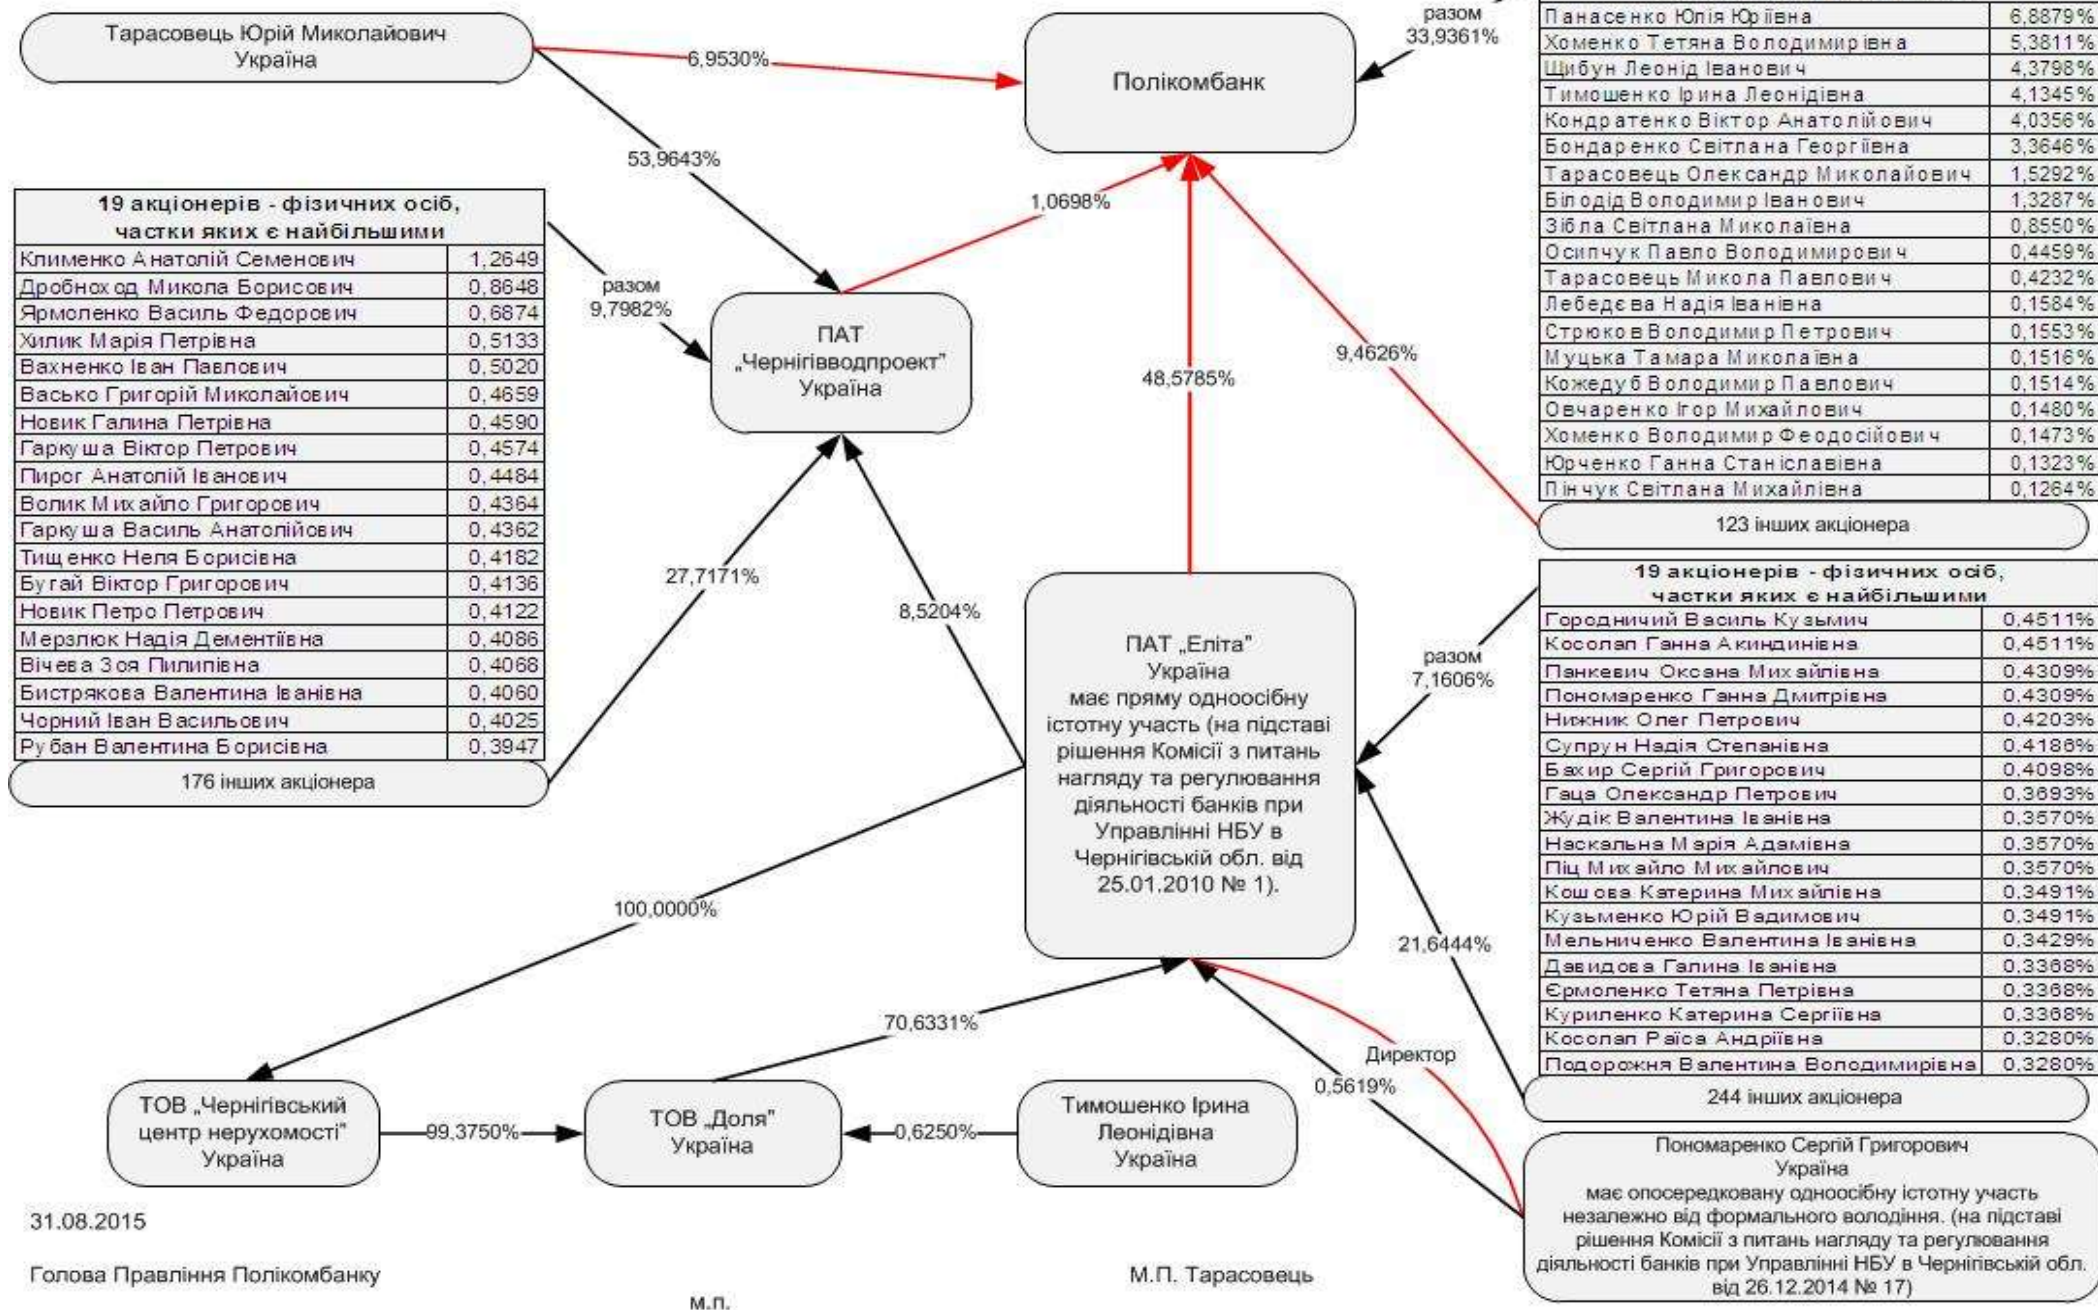 Тарасовець Юрій Миколайович
Україна
6,9530%
Полікомбанк
разом
33,9361%
53,9643%
1,0698%
Панасенко Юлія Юріївна 6,8879%
Хоменко Тетяна Володимирівна 5,3811%
Щибун Леонід Іванович 4,3798%
Тимошенко Ірина Леонідівна 4,1345%
Кондратенко Віктор Анатолійович 4,0356%
Бондаренко Світлана Георгіївна 3,3646%
Тарасовець Олександр Миколайович 1,5292%
Білодід Володимир Іванович 1,3287%
Зібла Світлана Миколаївна 0,8550%
Осипчук Павло Володимирович 0,4459%
Тарасовець Микола Павлович 0,4232%
Лебедєва Надія Іванівна 0,1584%
Стрюков Володимир Петрович 0,1553%
Муцька Тамара Миколаївна 0,1516%
Кожедуб Володимир Павлович 0,1514%
Овчаренко Ігор Михайлович 0,1480%
Хоменко Володимир Феодосійович 0,1473%
Юрченко Ганна Станіславівна 0,1323%
Пінчук Світлана Михайлівна 0,1264%
123 інших акціонера
19 акціонерів - фізичних осіб,
частки яких є найбільшими
Клименко Анатолій Семенович 1,2649
Дробноход Микола Борисович 0,8648
Ярмоленко Василь Федорович 0,6874
Хилик Марія Петрівна 0,5133
Вахненко Іван Павлович 0,5020
Васько Григорій Миколайович 0,4659
Новик Галина Петрівна 0,4590
Гаркуша Віктор Петрович 0,4574
Пирог Анатолій Іванович 0,4484
Волик Михайло Григорович 0,4364
Гаркуша Василь Анатолійович 0,4362
Тищенко Неля Борисівна 0,4182
Бугай Віктор Григорович 0,4136
Новик Петро Петрович 0,4122
Мерзлюк Надія Дементіївна 0,4086
Вічева Зоя Пилипівна 0,4068
Бистрякова Валентина Іванівна 0,4060
Чорний Іван Васильович 0,4025
Рубан Валентина Борисівна 0,3947
176 інших акціонера
разом
9,7982%
ПАТ
„Чернігівводпроект”
Україна
48,5785%
9,4626%
27,7171%
8,5204%
ПАТ „Еліта”
Україна
має пряму одноосібну
істотну участь (на підставі
рішення Комісії з питань
нагляду та регулювання
діяльності банків при
Управлінні НБУ в
Чернігівській обл. від
25.01.2010 № 1).
разом
7,1606%
19 акціонерів - фізичних осіб,
частки яких є найбільшими
Городничий Василь Кузьмич 0,4511%
Косолап Ганна Акиндинівна 0,4511%
Панкевич Оксана Михайлівна 0,4309%
Пономаренко Ганна Дмитрівна 0,4309%
Нижник Олег Петрович 0,4203%
Супрун Надія Степанівна 0,4186%
Бахир Сергій Григорович 0,4098%
Гаца Олександр Петрович 0,3693%
Жудік Валентина Іванівна 0,3570%
Наскальна Марія Адамівна 0,3570%
Піц Михайло Михайлович 0,3570%
Кошова Катерина Михайлівна 0,3491%
Кузьменко Юрій Вадимович 0,3491%
Мельниченко Валентина Іванівна 0,3429%
Давидова Галина Іванівна 0,3368%
Єрмоленко Тетяна Петрівна 0,3368%
Куриленко Катерина Сергіївна 0,3368%
Косолап Раїса Андріївна 0,3280%
Подорожня Валентина Володимирівна 0,3280%
244 інших акціонера
100,0000%
21,6444%
70,6331%
Директор
0,5619%
ТОВ „Чернігівський
центр нерухомості”
Україна
99,3750%
ТОВ „Доля”
Україна
0,6250%
Тимошенко Ірина
Леонідівна
Україна
Пономаренко Сергій Григорович
Україна
має опосередковану одноосібну істотну участь
незалежно від формального володіння. (на підставі
рішення Комісії з питань нагляду та регулювання
діяльності банків при Управлінні НБУ в Чернігівській обл.
від 26.12.2014 № 17)
31.08.2015
Голова Правління Полікомбанку
М.П. Тарасовець
м.п.